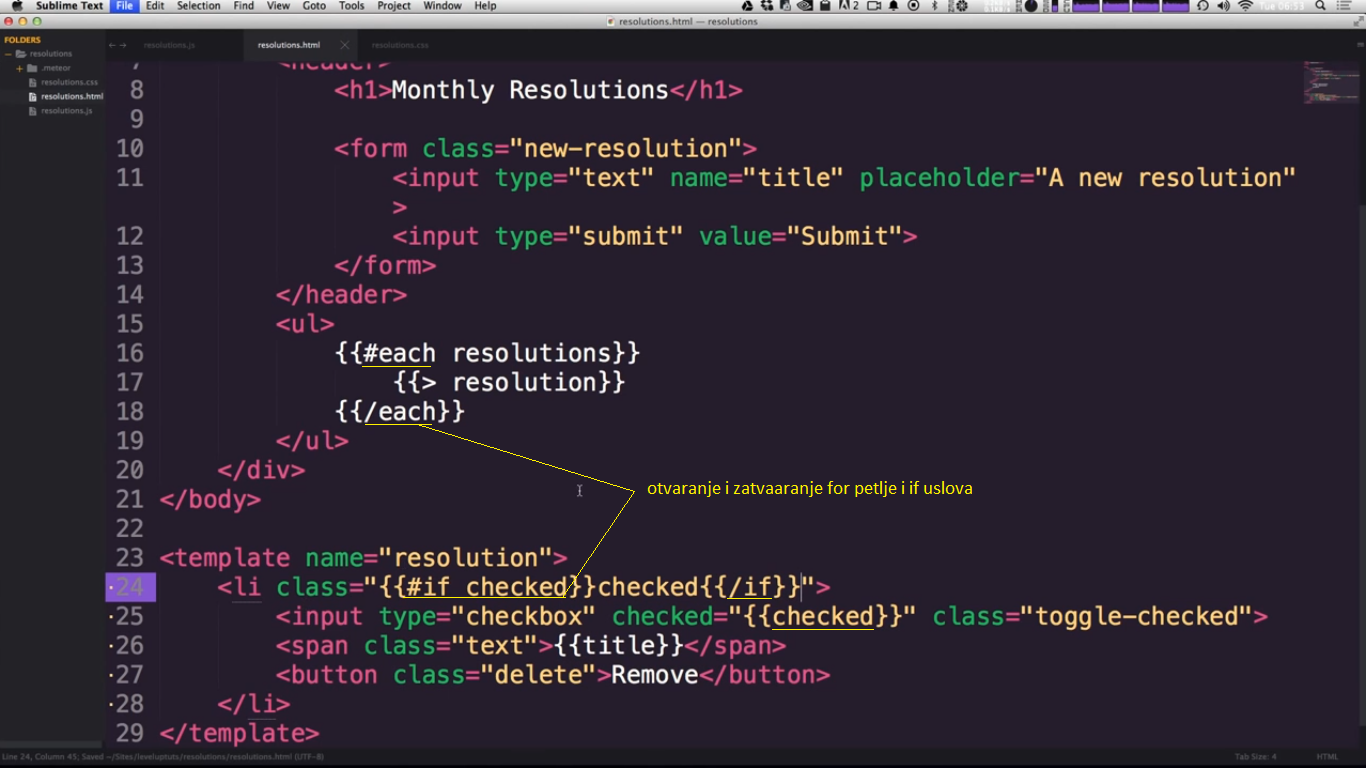 Sublime Text File Edit Selection Find View Goto Tools Project Window Help
2 Tue 06:53
resolutions.html — resolutions
FOLDERS
resolutions
.meteor
resolutions.css
resolutions.html
resolutions.js
resolutions.js resolutions.html resolutions.css
7 <header>
8 <h1>Monthly Resolutions</h1>
9
10 <form class="new-resolution">
11 <input type="text" name="title" placeholder="A new resolution"
>
12 <input type="submit" value="Submit">
13 </form>
14 </header>
15 <ul>
16 {{#each resolutions}}
17 {{> resolution}}
18 {{/each}}
19 </ul>
20 </div>
21 </body>
22
otvaranje i zatvaaranje for petlje i if uslova
23 <template name="resolution">
24 <li class="{{#if checked}}checked{{/if}}">
25 <input type="checkbox" checked="{{checked}}" class="toggle-checked">
26 <span class="text">{{title}}</span>
27 <button class="delete">Remove</button>
28 </li>
29 </template>
Line 24, Column 45; Saved ~/Sites/leveluptuts/resolutions/resolutions.html (UTF-8) Tab Size: 4 HTML